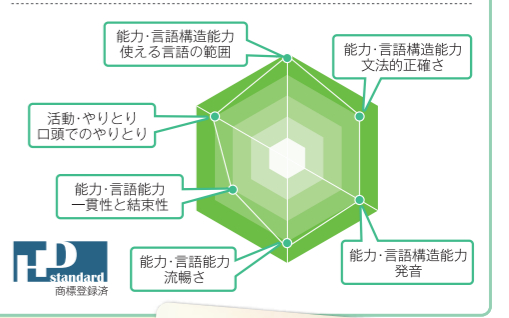 能力・言語構造能力
使える言語の範囲
能力・言語構造能力
文法的正確さ
活動・やりとり
口頭でのやりとり
能力・言語能力
一貫性と結束性
能力・言語能力
流暢さ
能力・言語構造能力
発音
HD
standard
商標登録済